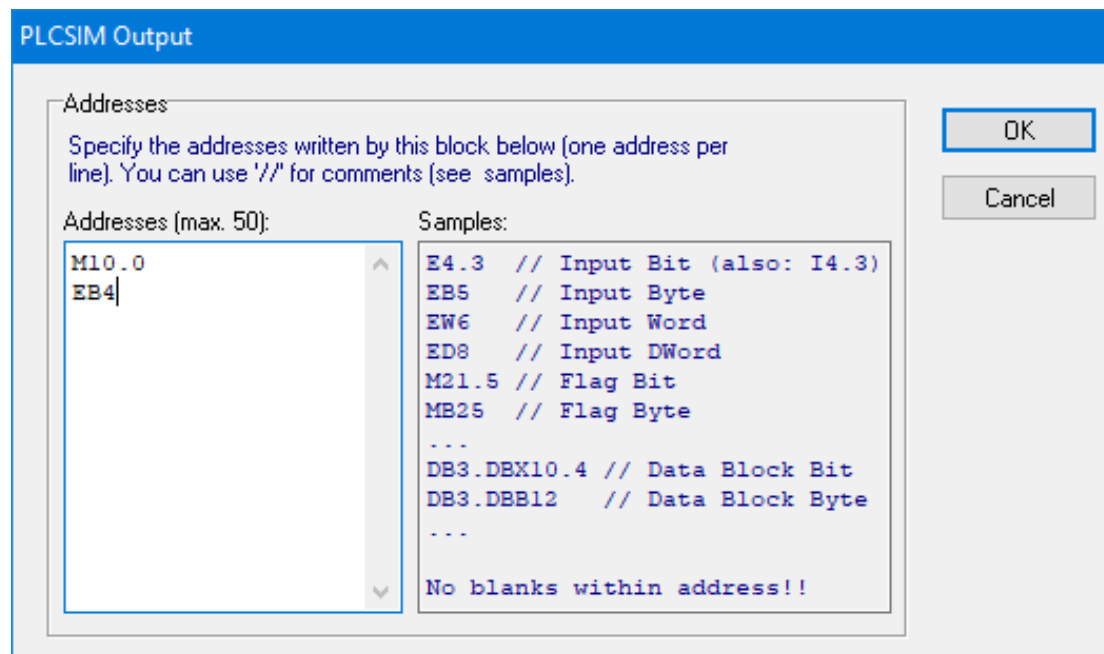 PLCSIM Output
Addresses
Specify the addresses written by this block below (one address per
line). You can use '//' for comments (see  samples).
Addresses (max. 50):
M10.0
EB4
Samples:
E4.3  // Input Bit (also: I4.3)
EB5   // Input Byte
EW6   // Input Word
ED8   // Input DWord
M21.5 // Flag Bit
MB25  // Flag Byte
...
DB3.DBX10.4 // Data Block Bit
DB3.DBB12   // Data Block Byte
...
No blanks within address!!
OK
Cancel